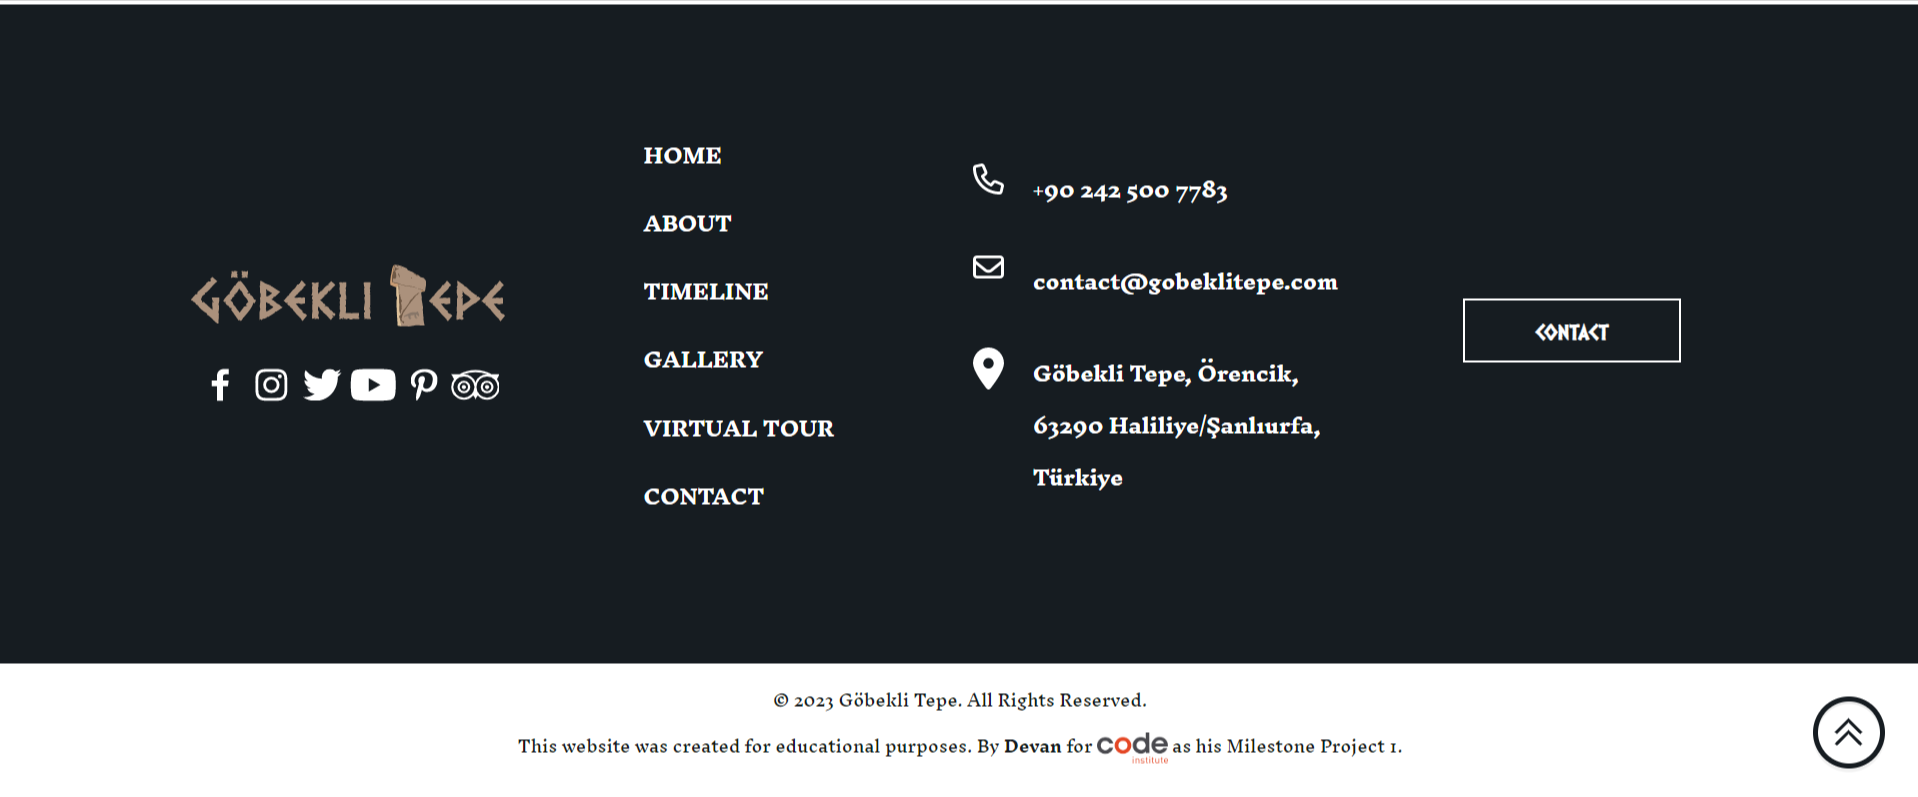 GÖBEKLI TEPE
HOME
ABOUT
TIMELINE
GALLERY
VIRTUAL TOUR
CONTACT
+90 242 500 7783
contact@gobeklitepe.com
Göbekli Tepe, Örencik,
63290 Haliliye/Şanlıurfa,
Türkiye
CONTACT
© 2023 Göbekli Tepe. All Rights Reserved.
This website was created for educational purposes. By Devan for code institute as his Milestone Project 1.